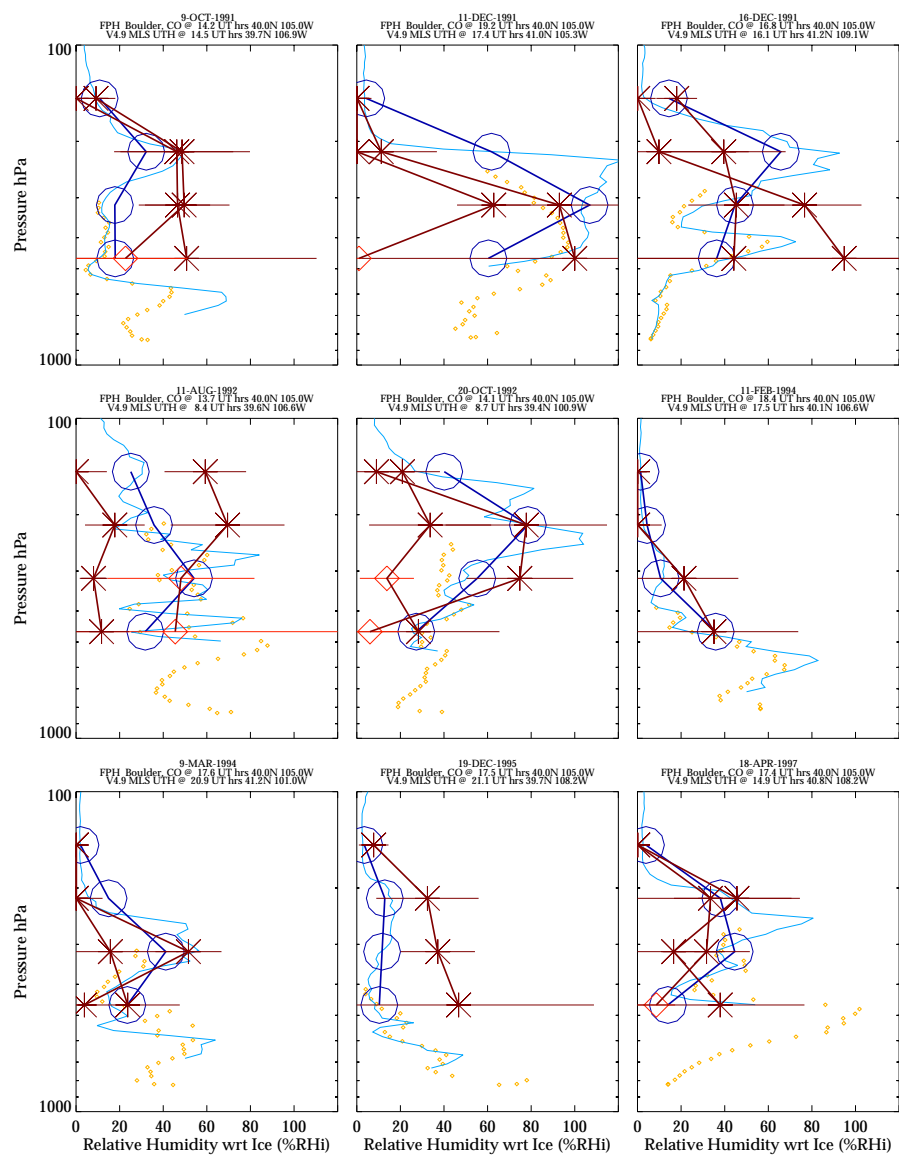 9-OCT-1991
FPH Boulder, CO @ 14.2 UT hrs 40.0N 105.0W
V4.9 MLS UTH @ 14.5 UT hrs 39.7N 106.9W
11-DEC-1991
FPH Boulder, CO @ 19.2 UT hrs 40.0N 105.0W
V4.9 MLS UTH @ 17.4 UT hrs 41.0N 105.3W
16-DEC-1991
FPH Boulder, CO @ 16.8 UT hrs 40.0N 105.0W
V4.9 MLS UTH @ 16.1 UT hrs 41.2N 109.1W
100
Pressure hPa
1000
11-AUG-1992
FPH Boulder, CO @ 13.7 UT hrs 40.0N 105.0W
V4.9 MLS UTH @ 8.4 UT hrs 39.6N 106.6W
20-OCT-1992
FPH Boulder, CO @ 14.1 UT hrs 40.0N 105.0W
V4.9 MLS UTH @ 8.7 UT hrs 39.4N 100.9W
11-FEB-1994
FPH Boulder, CO @ 18.4 UT hrs 40.0N 105.0W
V4.9 MLS UTH @ 17.5 UT hrs 40.1N 106.6W
100
Pressure hPa
1000
9-MAR-1994
FPH Boulder, CO @ 17.6 UT hrs 40.0N 105.0W
V4.9 MLS UTH @ 20.9 UT hrs 41.2N 101.0W
19-DEC-1995
FPH Boulder, CO @ 17.5 UT hrs 40.0N 105.0W
V4.9 MLS UTH @ 21.1 UT hrs 39.7N 108.2W
18-APR-1997
FPH Boulder, CO @ 17.4 UT hrs 40.0N 105.0W
V4.9 MLS UTH @ 14.9 UT hrs 40.8N 108.2W
100
Pressure hPa
1000
0 20 40 60 80 100
0 20 40 60 80 100
0 20 40 60 80 100
Relative Humidity wrt Ice (%RHi)
Relative Humidity wrt Ice (%RHi)
Relative Humidity wrt Ice (%RHi)